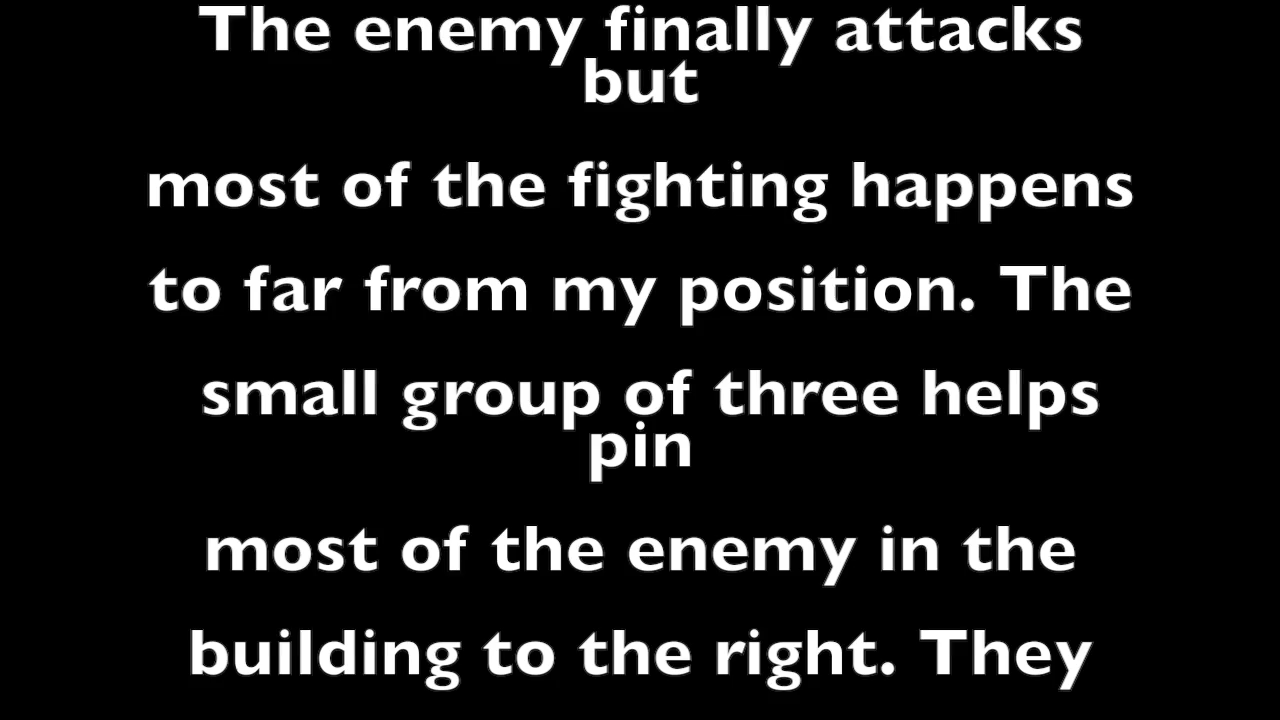 The enemy finally attacks
but
most of the fighting happens
to far from my position. The
small group of three helps
pin
most of the enemy in the
building to the right. They